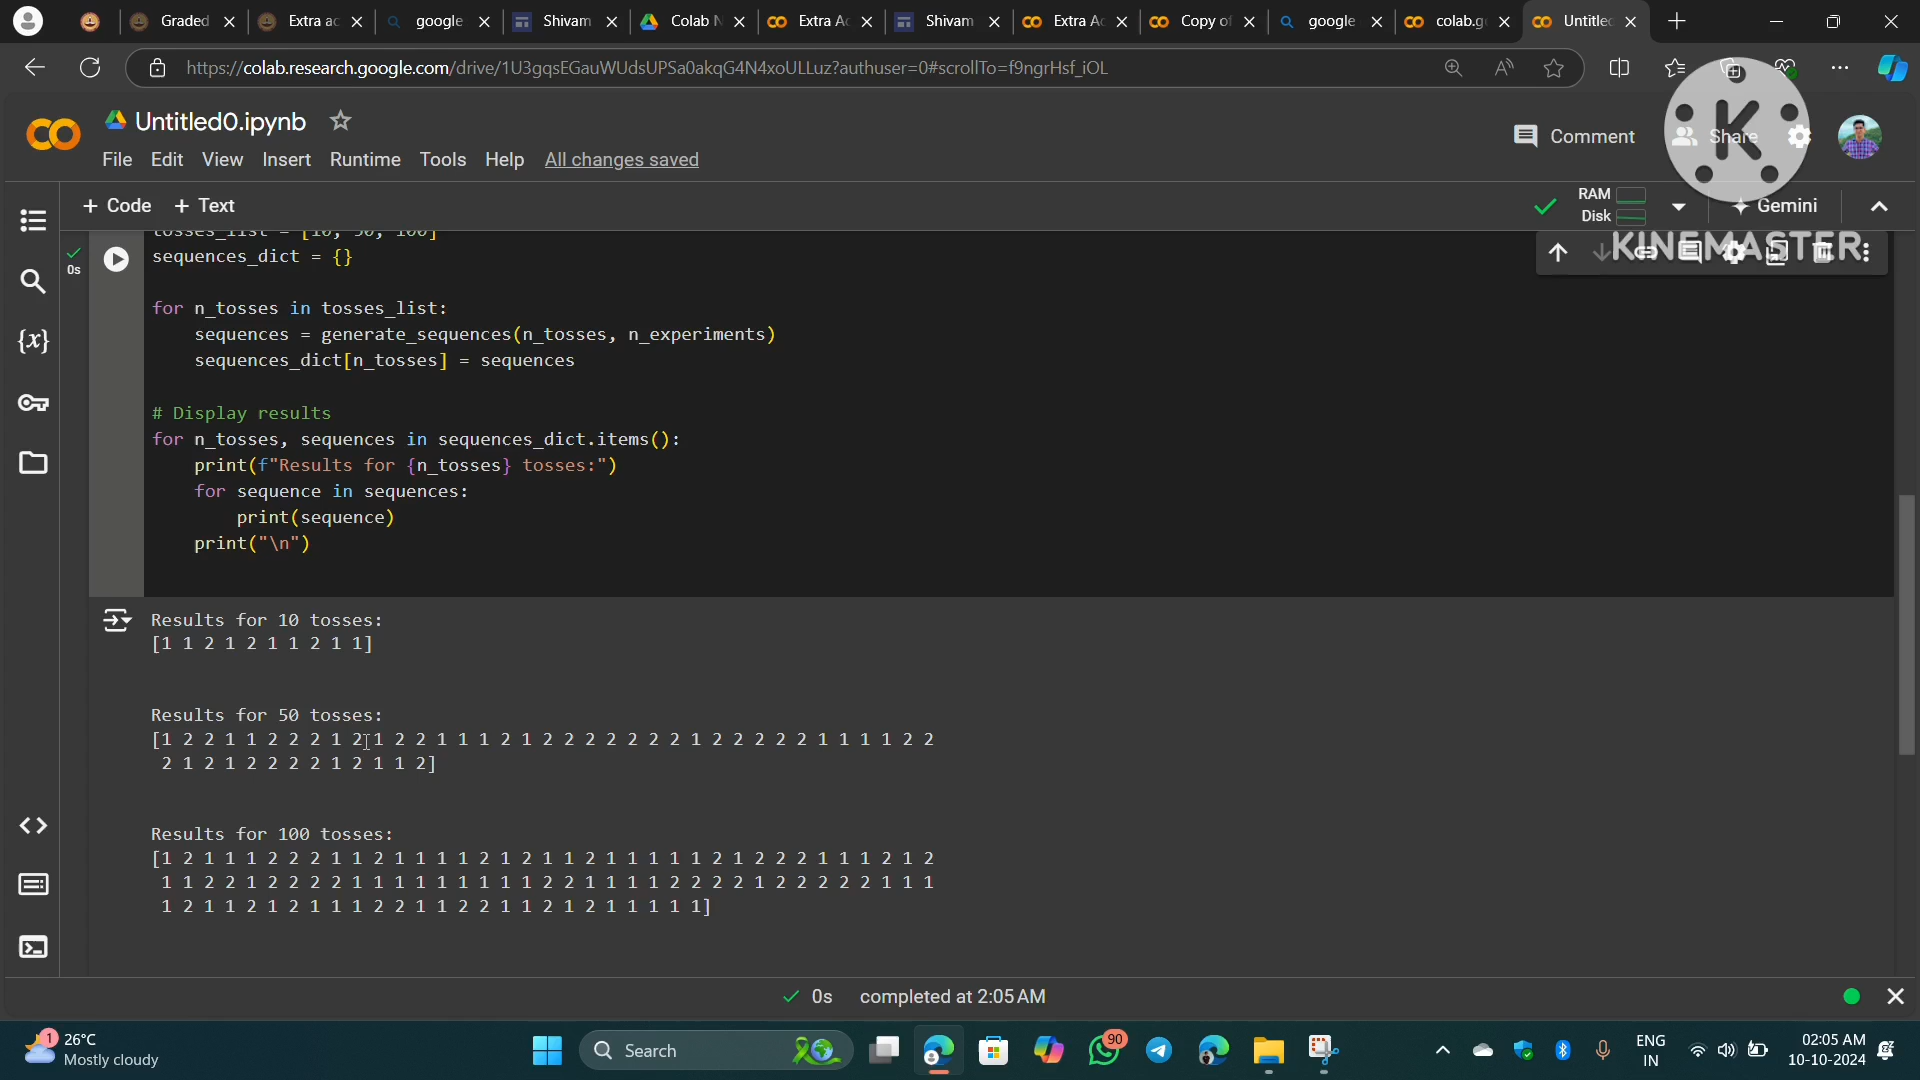 Graded
Extra ac
google
Shivam
Colab N
Extra Ac
Shivam
Extra Ac
Copy of
google
colab.g
Untitled
https://colab.research.google.com/drive/1U3gqsEGauWUdsUPSa0akqG4N4xoULLuz?authuser=0#scrollTo=f9ngrHsf_iOL
Untitled0.ipynb
Comment
Share
K
File Edit View Insert Runtime Tools Help All changes saved
+ Code + Text
RAM
Disk
Gemini
KINEMASTER
tosses_list = [10, 50, 100]
0s
sequences_dict = {}
for n_tosses in tosses_list:
sequences = generate_sequences(n_tosses, n_experiments)
sequences_dict[n_tosses] = sequences
# Display results
for n_tosses, sequences in sequences_dict.items():
print(f"Results for {n_tosses} tosses:")
for sequence in sequences:
print(sequence)
print("\n")
Results for 10 tosses:
[1 1 2 1 2 1 1 2 1 1]
Results for 50 tosses:
[1 2 2 1 1 2 2 2 1 2 1 2 2 1 1 1 2 1 2 2 2 2 2 2 2 1 2 2 2 2 2 1 1 1 1 2 2
2 1 2 1 2 2 2 2 1 2 1 1 2]
Results for 100 tosses:
[1 2 1 1 1 2 2 2 1 1 2 1 1 1 1 2 1 2 1 1 2 1 1 1 1 1 2 1 2 2 2 1 1 1 2 1 2
1 1 2 2 1 2 2 2 2 1 1 1 1 1 1 1 1 1 2 2 1 1 1 1 2 2 2 2 1 2 2 2 2 2 1 1 1
1 2 1 1 2 1 2 1 1 1 2 2 1 1 2 2 1 1 2 1 2 1 1 1 1 1]
0s completed at 2:05 AM
1
26°C
Mostly cloudy
Search
90
ENG
IN
02:05 AM
10-10-2024